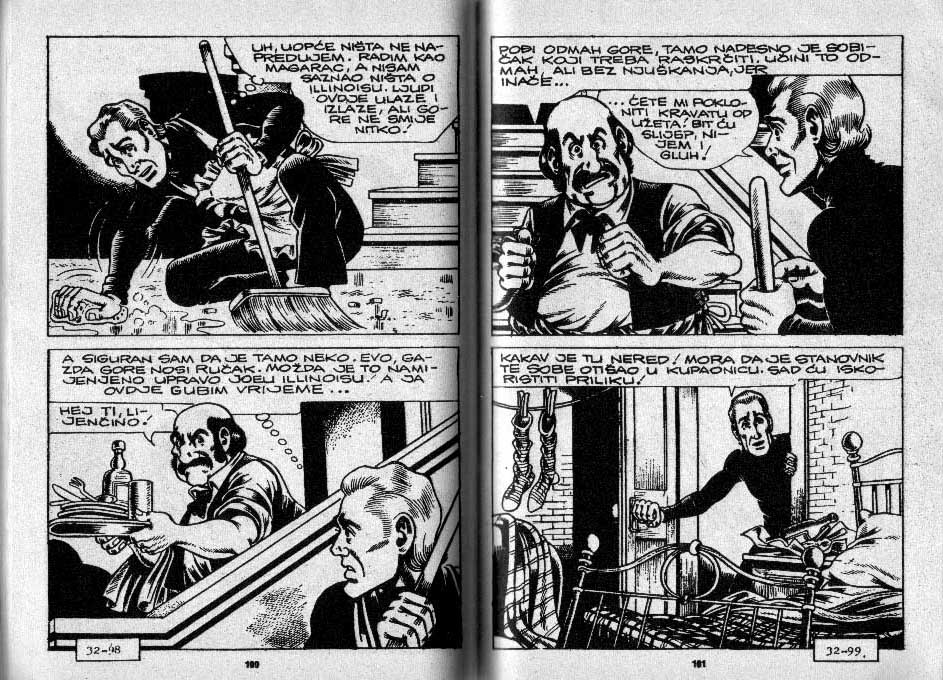 UH, UOPĆE NIŠTA NE NA-
PREDUJEM. RADIM KAO
MAGARAC, A NISAM
SAZNAO NIŠTA O
ILLINOISU. LJUDI
OVDJE ULAZE I
IZLAZE, ALI GO-
RE NE SMIJE
NITKO!
A SIGURAN SAM DA JE TAMO NEKO. EVO, GA-
ZDA GORE NOSI RUČAK. MOŽDA JE TO NAMI-
JENJENO UPRAVO JOELU ILLINOISU! A JA
OVDJE GUBIM VRIJEME...
HEJ TI, LI-
JENČINO!
32-98
100
POĐI ODMAH GORE, TAMO NADESNO JE SOBI-
ČAK KOJI TREBA RASKRČITI. UČINI TO OD-
MAH, ALI BEZ NJUŠKANJA, JER
INAČE...
... ĆETE MI POKLO-
NITI KRAVATU OD
UŽETA! BIT ĆU
SLIJEP, NI-
JEM I
GLUH!
KAKAV JE TU NERED! MORA DA JE STANOVNIK
TE SOBE OTIŠAO U KUPAONICU. SAD ĆU ISKO-
RISTITI PRILIKU!
32-99.
101